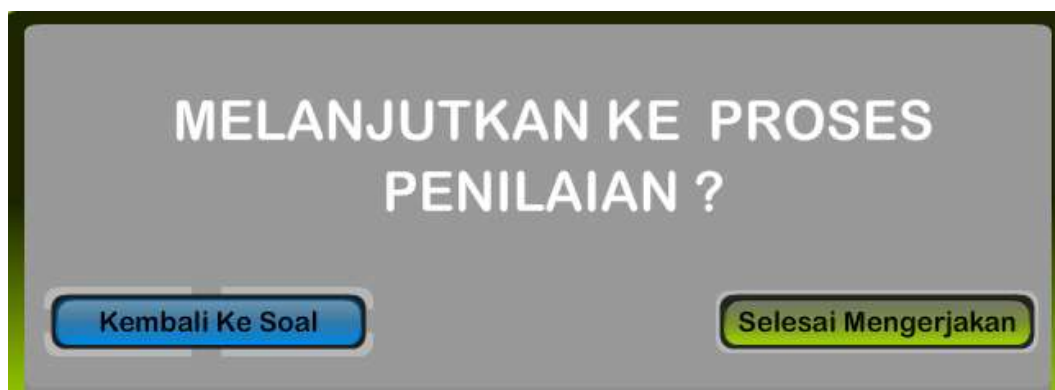 MELANJUTKAN KE PROSES
PENILAIAN ?
Kembali Ke Soal
Selesai Mengerjakan